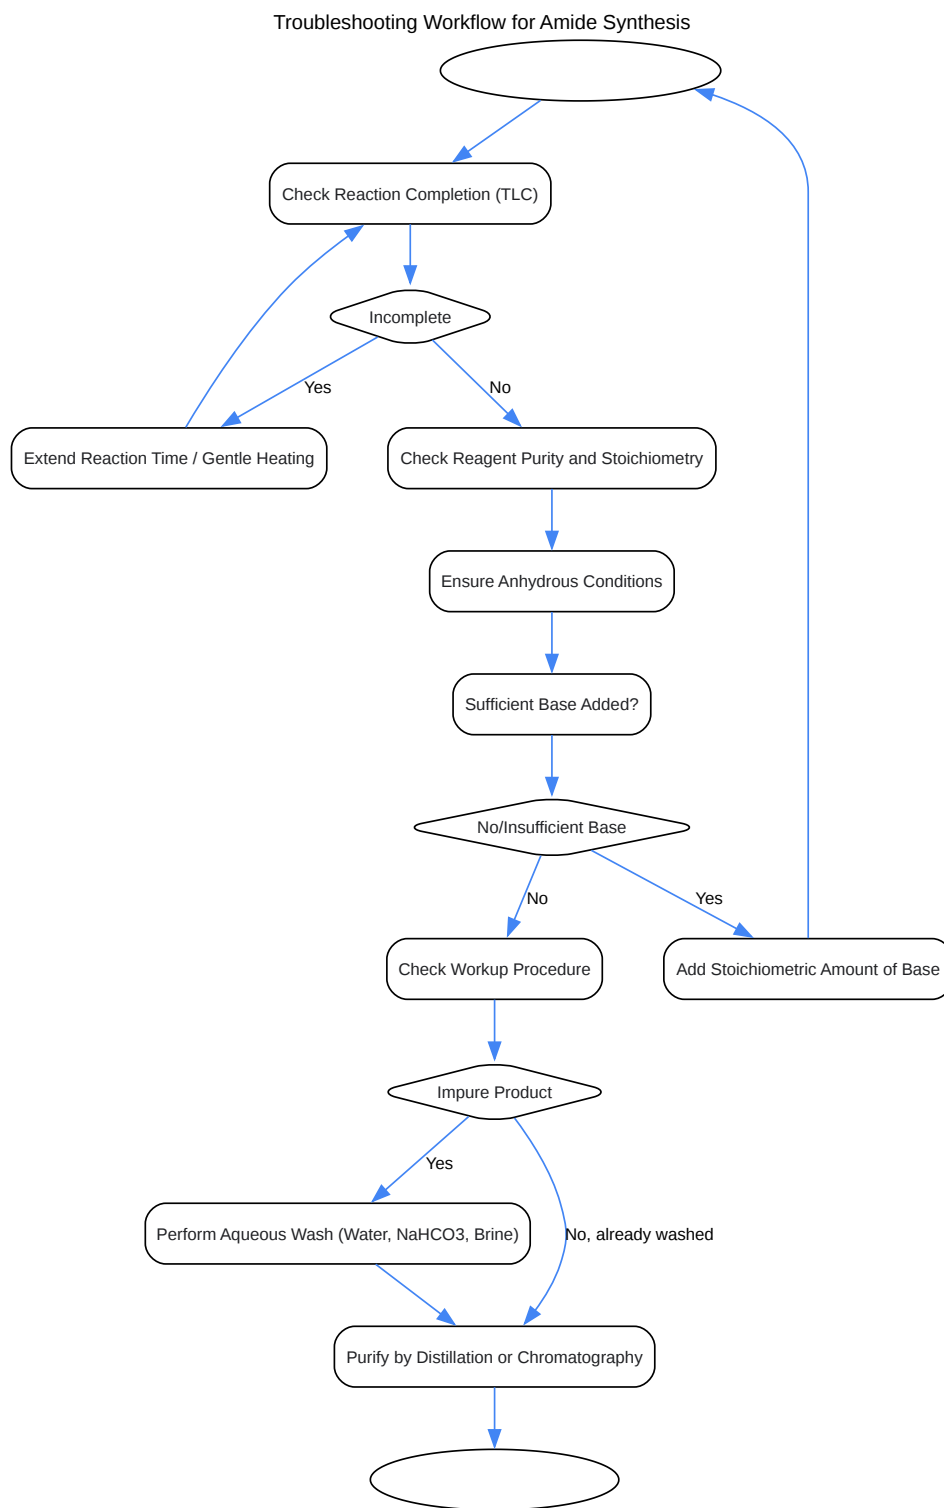 Troubleshooting Workflow for Amide Synthesis
Check Reaction Completion (TLC)
Incomplete
Yes
No
Extend Reaction Time / Gentle Heating
Check Reagent Purity and Stoichiometry
Ensure Anhydrous Conditions
Sufficient Base Added?
No/Insufficient Base
No
Yes
Check Workup Procedure
Add Stoichiometric Amount of Base
Impure Product
Yes
Perform Aqueous Wash (Water, NaHCO3, Brine)
No, already washed
Purify by Distillation or Chromatography